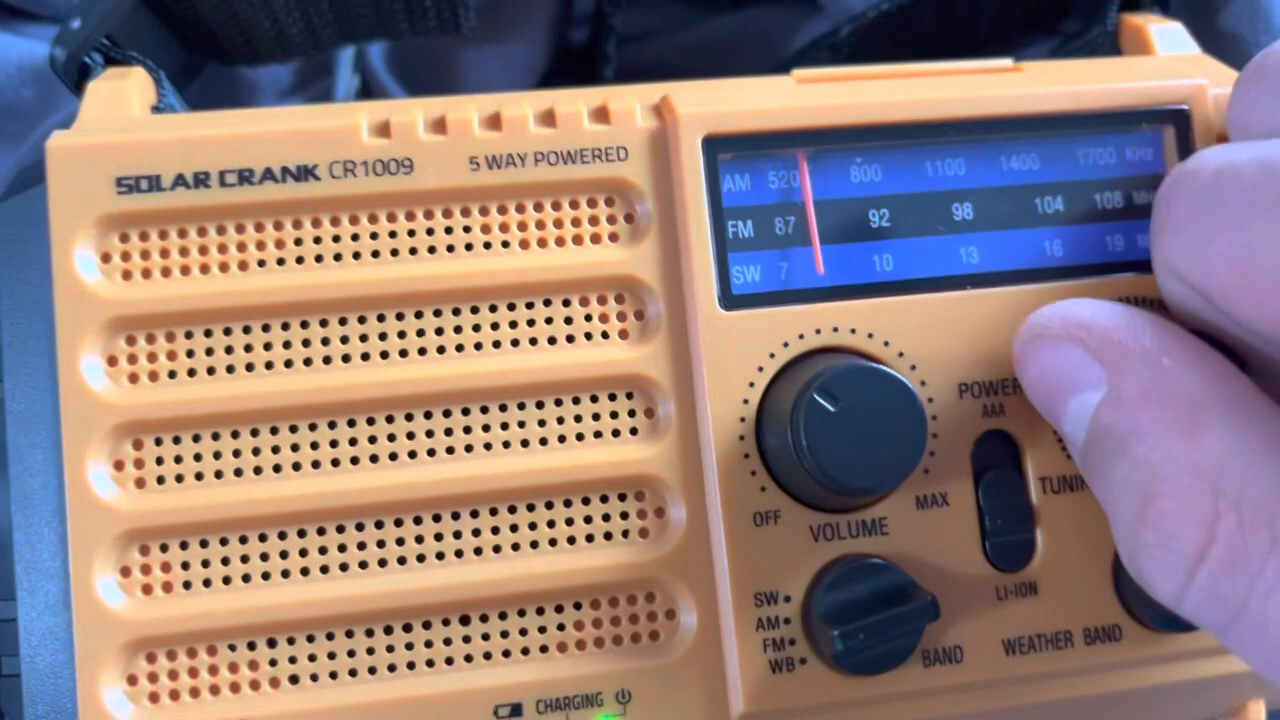 SOLAR CRANK CR1009
5 WAY POWERED
AM 520 800 1100 1400 1700 KHz
FM 87 92 98 104 108
SW 7 10 13 16 19
POWER
AAA
OFF
VOLUME
MAX
LI-ION
SW
AM
FM
WB
BAND
WEATHER BAND
CHARGING